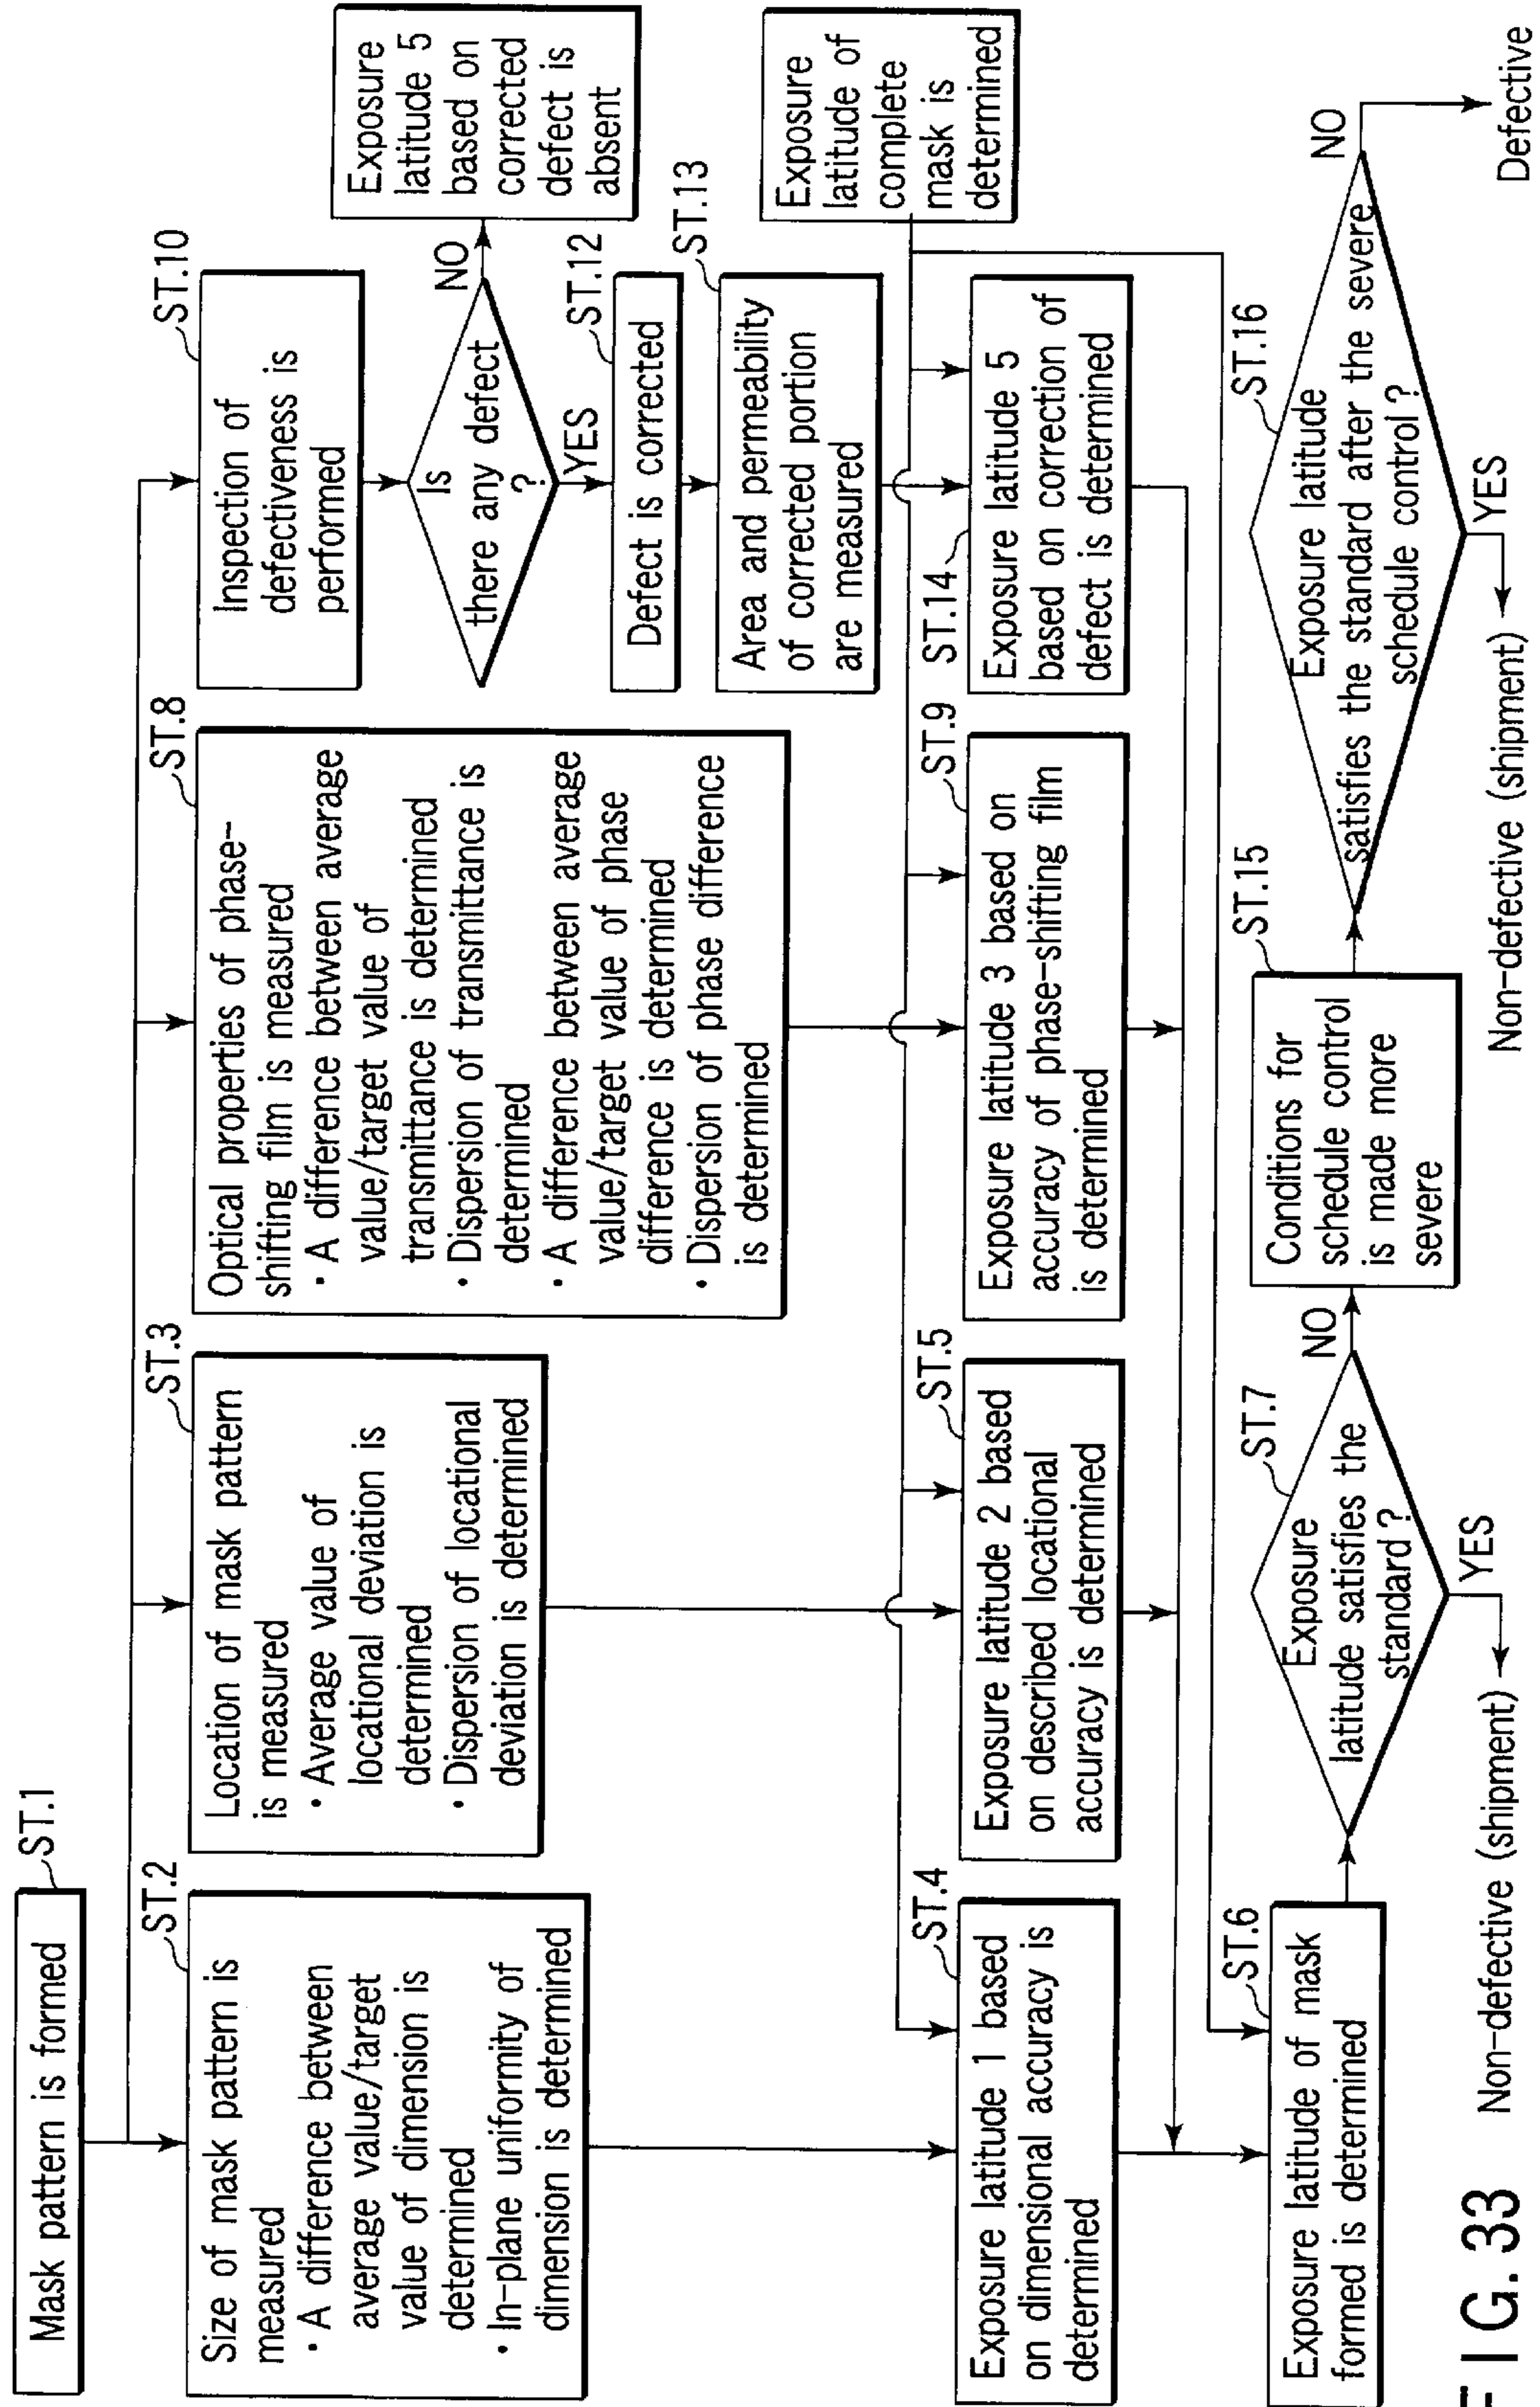 Mask pattern is formed
ST.1
ST.2
Size of mask pattern is
measured
· A difference between
average value/target
value of dimension is
determined
· In-plane uniformity of
dimension is determined
ST.3
Location of mask pattern
is measured
· Average value of
locational deviation is
determined
· Dispersion of locational
deviation is determined
ST.8
Optical properties of phase-
shifting film is measured
· A difference between average
value/target value of
transmittance is determined
· Dispersion of transmittance is
determined
· A difference between average
value/target value of phase
difference is determined
· Dispersion of phase difference
is determined
ST.10
Inspection of
defectiveness is
performed
Is
there any defect
?
NO
YES
Exposure
latitude 5
based on
corrected
defect is
absent
ST.12
Defect is corrected
ST.13
Area and permeability
of corrected portion
are measured
Exposure
latitude of
complete
mask is
determined
ST.4
Exposure latitude 1 based
on dimensional accuracy is
determined
ST.5
Exposure latitude 2 based
on described locational
accuracy is determined
ST.9
Exposure latitude 3 based on
accuracy of phase-shifting film
is determined
ST.14
Exposure latitude 5
based on correction of
defect is determined
ST.6
Exposure latitude of mask
formed is determined
ST.7
Exposure
latitude satisfies the
standard ?
NO
YES
Non-defective (shipment)
ST.15
Conditions for
schedule control
is made more
severe
ST.16
Exposure latitude
satisfies the standard after the severe
schedule control ?
NO
YES
Non-defective (shipment)
Defective
FIG. 33